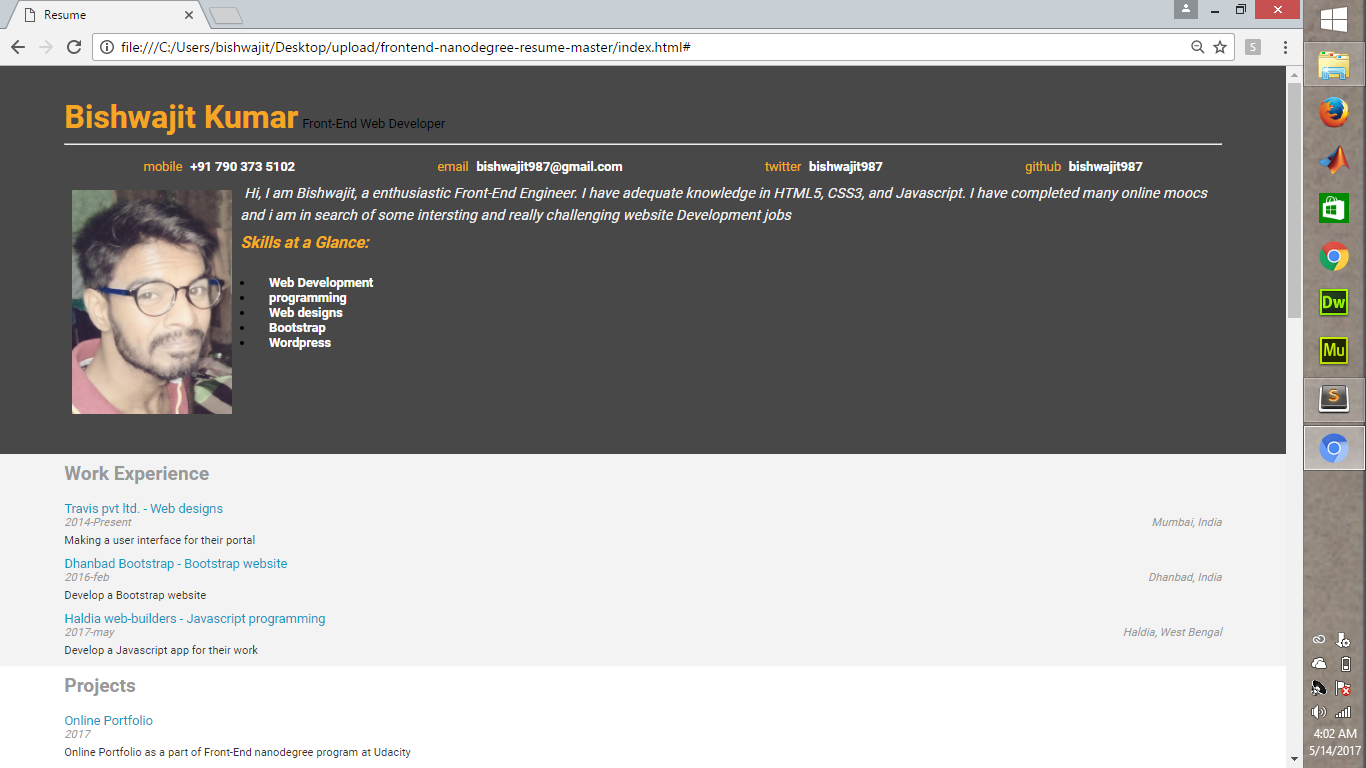 Resume
file:///C:/Users/bishwajit/Desktop/upload/frontend-nanodegree-resume-master/index.html#
S
Bishwajit Kumar Front-End Web Developer
mobile +91 790 373 5102 email bishwajit987@gmail.com twitter bishwajit987 github bishwajit987
Hi, I am Bishwajit, a enthusiastic Front-End Engineer. I have adequate knowledge in HTML5, CSS3, and Javascript. I have completed many online moocs
and i am in search of some intersting and really challenging website Development jobs
Skills at a Glance:
Web Development
programming
Web designs
Bootstrap
Wordpress
Work Experience
Travis pvt ltd. - Web designs
2014-Present Mumbai, India
Making a user interface for their portal
Dhanbad Bootstrap - Bootstrap website
2016-feb Dhanbad, India
Develop a Bootstrap website
Haldia web-builders - Javascript programming
2017-may Haldia, West Bengal
Develop a Javascript app for their work
Projects
Online Portfolio
2017
Online Portfolio as a part of Front-End nanodegree program at Udacity
Dw
Mu
S
4:02 AM
5/14/2017